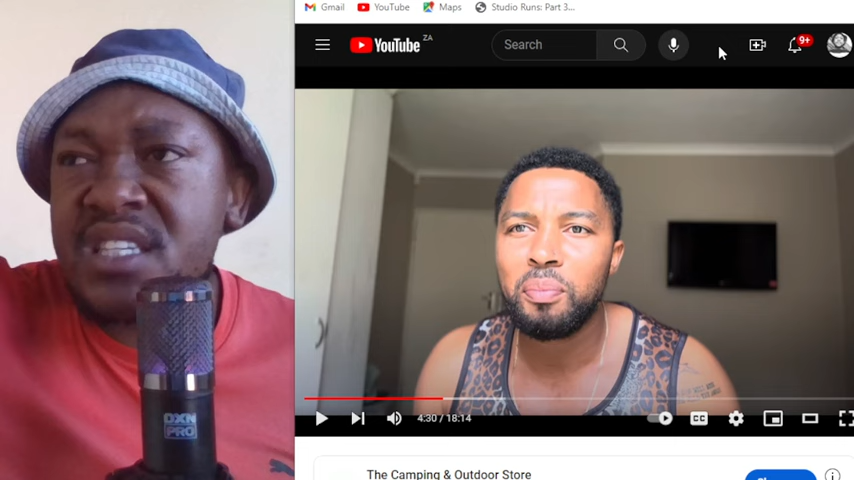 Gmail YouTube Maps Studio Runs: Part 3...
YouTube ZA Search 9+
4:30 / 18:14 CC
DXN
PRO
The Camping & Outdoor Store